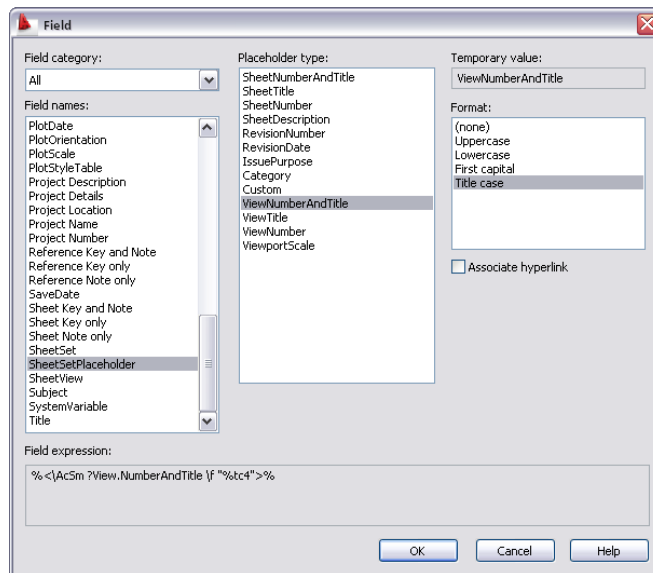 Field
Field category:
All
Field names:
PlotDate
PlotOrientation
PlotScale
PlotStyleTable
Project Description
Project Details
Project Location
Project Name
Project Number
Reference Key and Note
Reference Key only
Reference Note only
SaveDate
Sheet Key and Note
Sheet Key only
Sheet Note only
SheetSet
SheetSetPlaceholder
SheetView
Subject
SystemVariable
Title
Placeholder type:
SheetNumberAndTitle
SheetTitle
SheetNumber
SheetDescription
RevisionNumber
RevisionDate
IssuePurpose
Category
Custom
ViewNumberAndTitle
ViewTitle
ViewNumber
ViewportScale
Temporary value:
ViewNumberAndTitle
Format:
(none)
Uppercase
Lowercase
First capital
Title case
Associate hyperlink
Field expression:
%<\AcSm ?View.NumberAndTitle \f "%tc4">%
OK Cancel Help